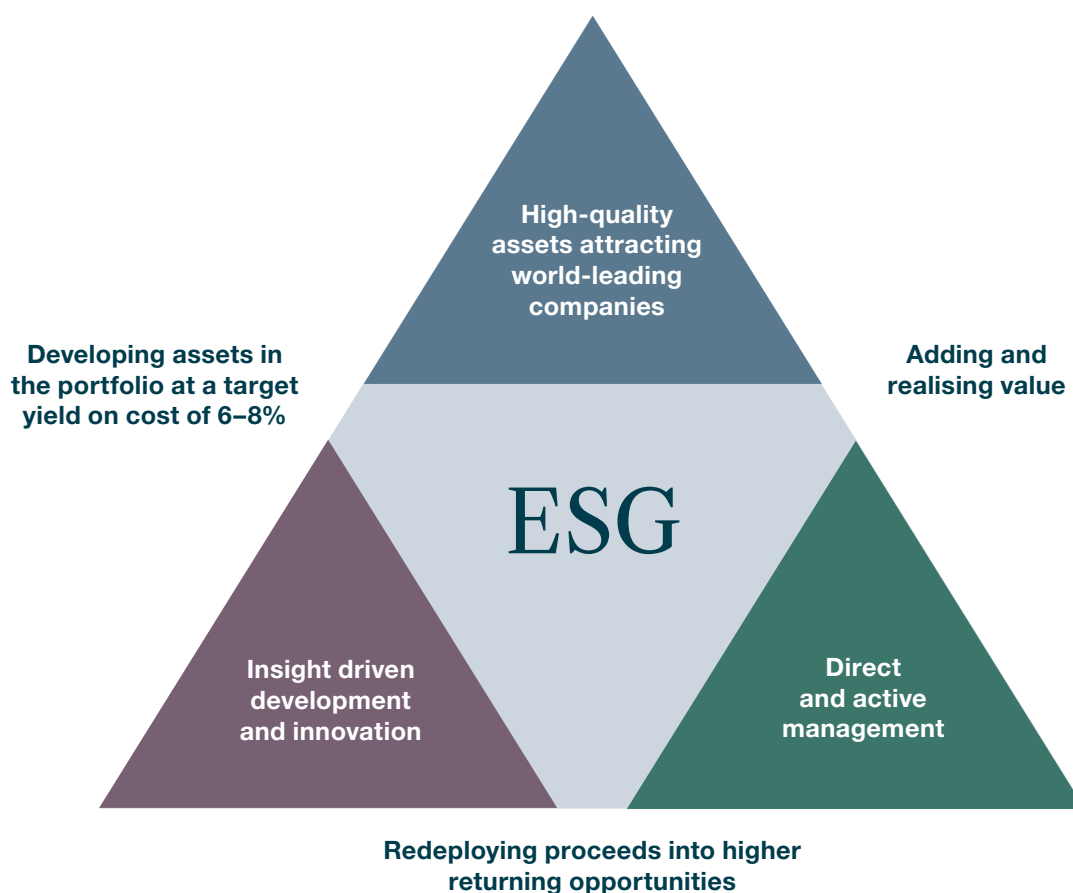 High-quality
assets attracting
world-leading
companies
Developing assets in
the portfolio at a target
yield on cost of 6–8%
Adding and
realising value
ESG
Insight driven
development
and innovation
Direct
and active
management
Redeploying proceeds into higher
returning opportunities